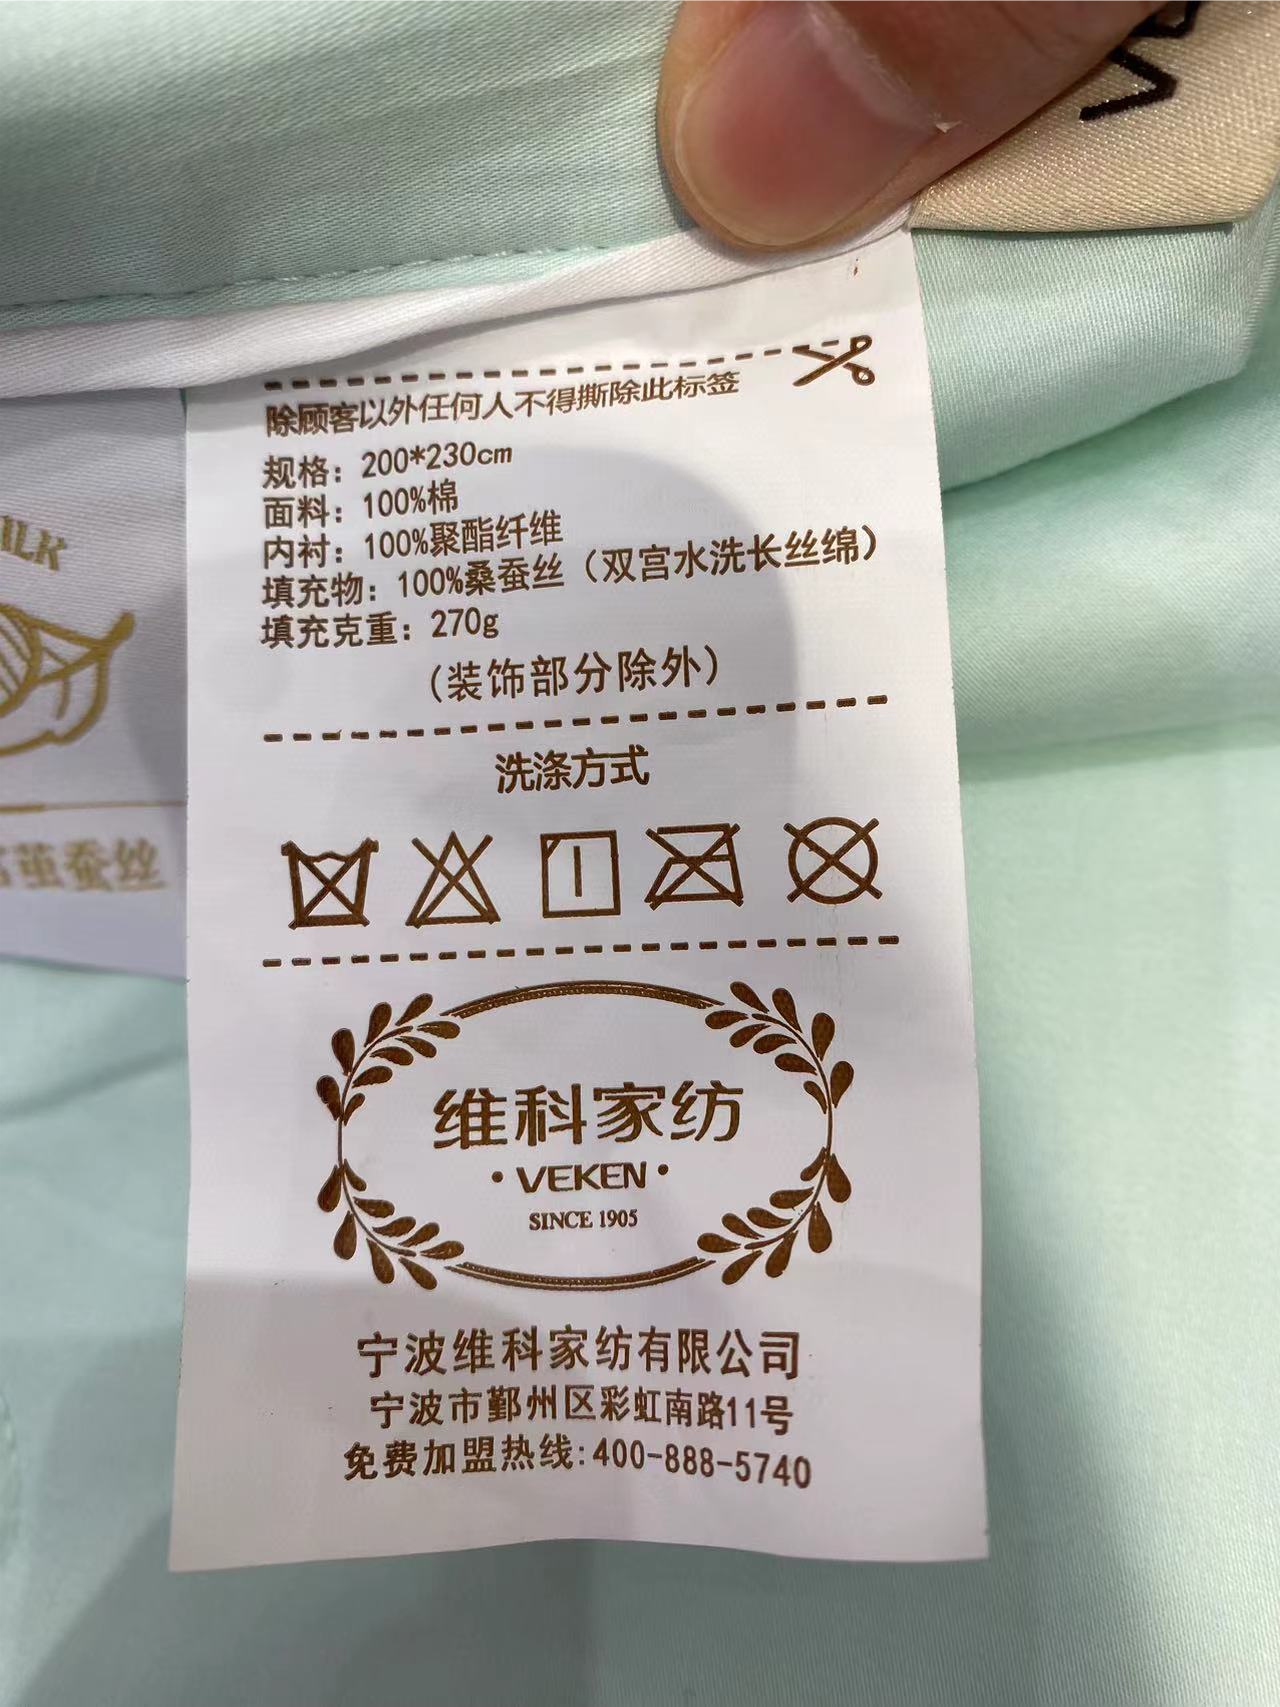 除顾客以外任何人不得撕除此标签
规格：200*230cm
面料：100%棉
内衬：100%聚酯纤维
填充物：100%桑蚕丝（双宫水洗长丝绵）
填充克重：270g
(装饰部分除外)
洗涤方式
维科家纺
·VEKEN·
SINCE 1905
宁波维科家纺有限公司
宁波市鄞州区彩虹南路11号
免费加盟热线:400-888-5740
ILK
茧蚕丝